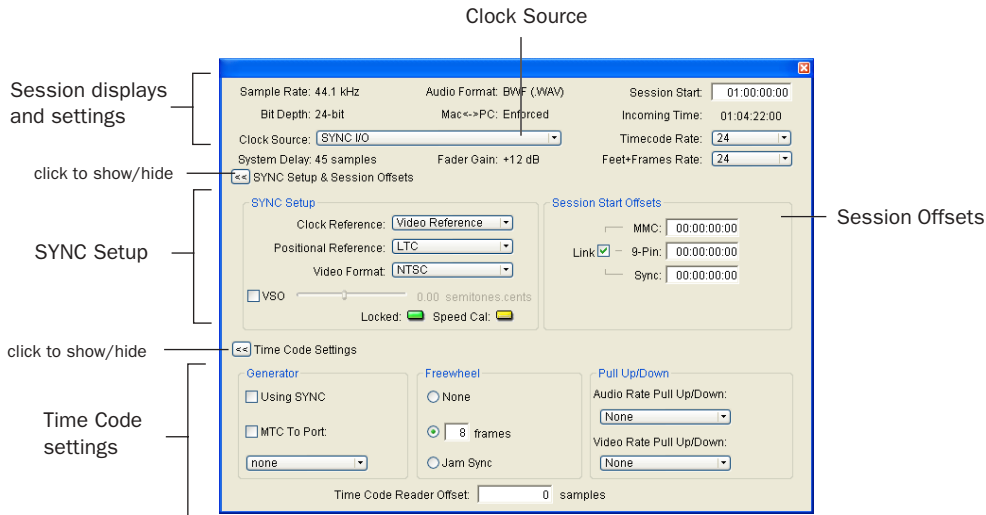 Clock Source
Session displays
and settings
Sample Rate: 44.1 kHz Audio Format: BWF (.WAV) Session Start: 01:00:00:00
Bit Depth: 24-bit Mac<->PC: Enforced Incoming Time: 01:04:22:00
Clock Source: SYNC I/O Timecode Rate: 24
System Delay: 45 samples Fader Gain: +12 dB Feet+Frames Rate: 24
click to show/hide
<< SYNC Setup & Session Offsets
SYNC Setup
SYNC Setup
Clock Reference: Video Reference
Positional Reference: LTC
Video Format: NTSC
VSO 0.00 semitones.cents
Locked: Speed Cal:
Session Start Offsets
MMC: 00:00:00:00
Link 9-Pin: 00:00:00:00
Sync: 00:00:00:00
Session Offsets
click to show/hide
<< Time Code Settings
Time Code
settings
Generator
Using SYNC
MTC To Port:
none
Freewheel
None
8 frames
Jam Sync
Pull Up/Down
Audio Rate Pull Up/Down:
None
Video Rate Pull Up/Down:
None
Time Code Reader Offset: 0 samples